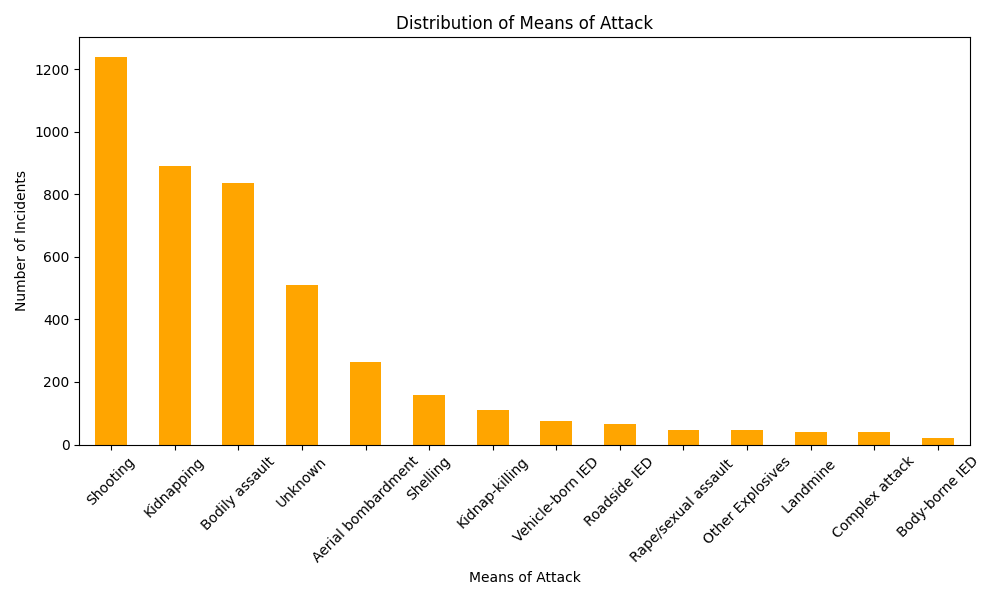 Distribution of Means of Attack
Number of Incidents
1200
1000
800
600
400
200
0
Shooting
Kidnapping
Bodily assault
Unknown
Aerial bombardment
Shelling
Kidnap-killing
Vehicle-born IED
Roadside IED
Rape/sexual assault
Other Explosives
Landmine
Complex attack
Body-borne IED
Means of Attack